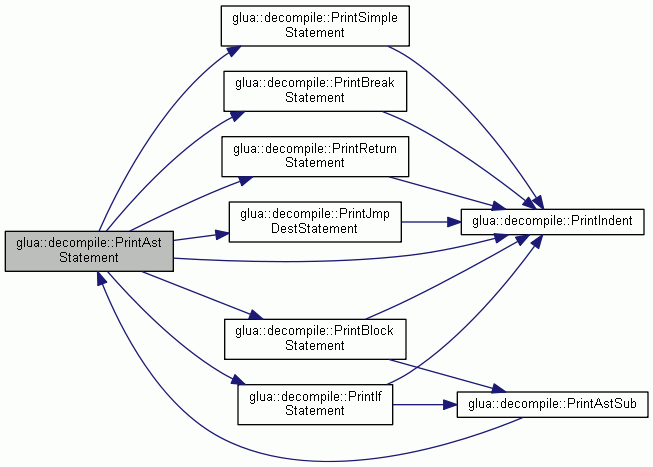 glua::decompile::PrintSimple
Statement
glua::decompile::PrintBreak
Statement
glua::decompile::PrintReturn
Statement
glua::decompile::PrintJmp
DestStatement
glua::decompile::PrintIndent
glua::decompile::PrintAst
Statement
glua::decompile::PrintBlock
Statement
glua::decompile::PrintIf
Statement
glua::decompile::PrintAstSub